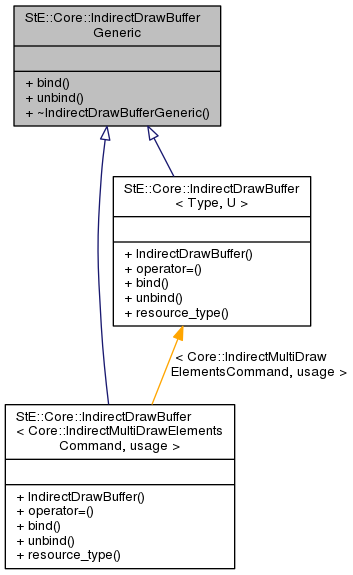 StE::Core::IndirectDrawBuffer
Generic
+ bind()
+ unbind()
+ ~IndirectDrawBufferGeneric()
StE::Core::IndirectDrawBuffer
< Type, U >
+ IndirectDrawBuffer()
+ operator=()
+ bind()
+ unbind()
+ resource_type()
< Core::IndirectMultiDraw
ElementsCommand, usage >
StE::Core::IndirectDrawBuffer
< Core::IndirectMultiDrawElements
Command, usage >
+ IndirectDrawBuffer()
+ operator=()
+ bind()
+ unbind()
+ resource_type()